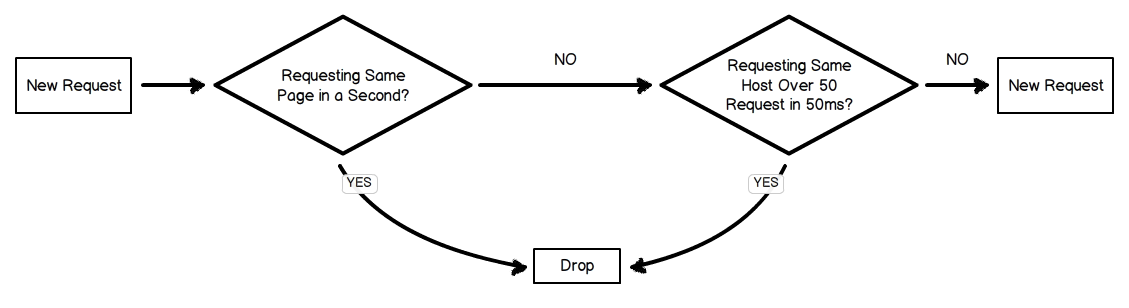 New Request
Requesting Same
Page in a Second?
NO
Requesting Same
Host Over 50
Request in 50ms?
NO
New Request
YES
YES
Drop